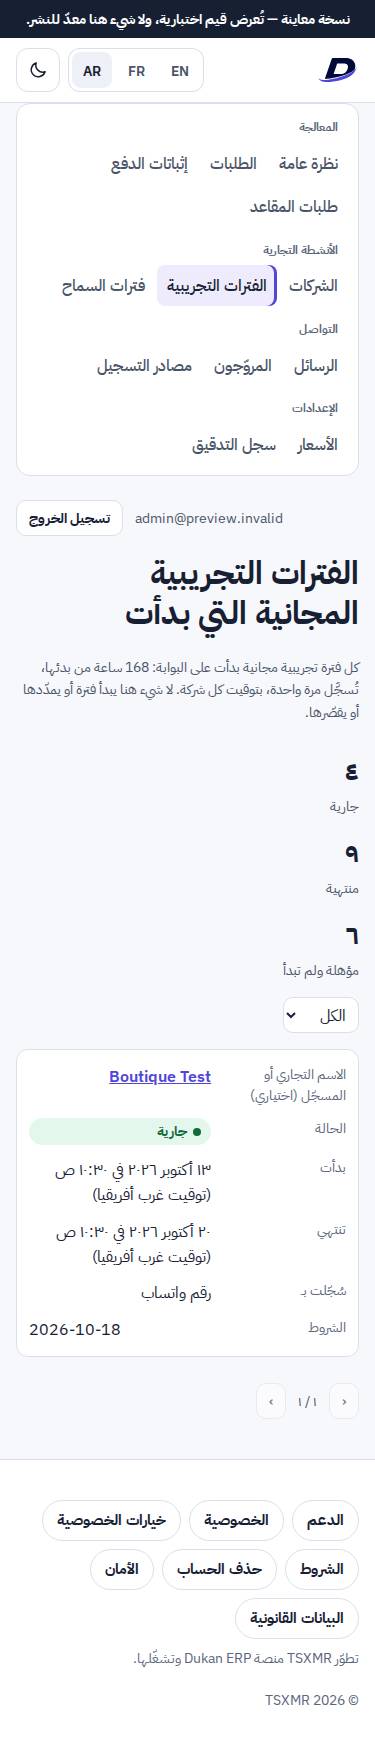 نسخة معاينة — تُعرض قيم اختبارية، ولا شيء هنا معدّ للنشر.
EN
FR
AR
المعالجة
نظرة عامة
الطلبات
إثباتات الدفع
طلبات المقاعد
الأنشطة التجارية
الشركات
الفترات التجريبية
فترات السماح
التواصل
الرسائل
المروّجون
مصادر التسجيل
الإعدادات
الأسعار
سجل التدقيق
admin@preview.invalid
تسجيل الخروج
الفترات التجريبية
المجانية التي بدأت
كل فترة تجريبية مجانية بدأت على البوابة: 168 ساعة من بدئها،
تُسجَّل مرة واحدة، بتوقيت كل شركة. لا شيء هنا يبدأ فترة أو يمدّدها
أو يقصّرها.
٤
جارية
٩
منتهية
٦
مؤهلة ولم تبدأ
الكل
الاسم التجاري أو
المسجّل (اختياري)
Boutique Test
الحالة
جارية
بدأت
١٣ أكتوبر ٢٠٢٦ في ١٠:٣٠ ص
(توقيت غرب أفريقيا)
تنتهي
٢٠ أكتوبر ٢٠٢٦ في ١٠:٣٠ ص
(توقيت غرب أفريقيا)
سُجّلت بـ
رقم واتساب
الشروط
2026-10-18
‹
١ / ١
›
الدعم
الخصوصية
خيارات الخصوصية
الشروط
حذف الحساب
الأمان
البيانات القانونية
تطوّر TSXMR منصة Dukan ERP وتشغّلها.
© 2026 TSXMR